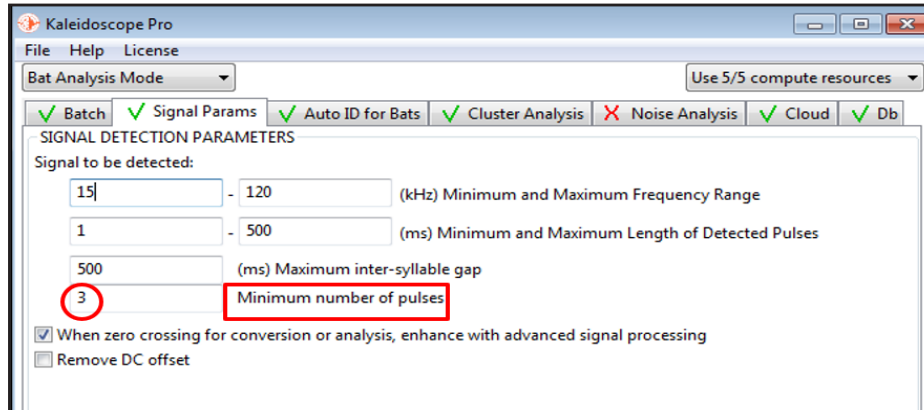 Kaleidoscope Pro
File Help License
Bat Analysis Mode Use 5/5 compute resources
Batch Signal Params Auto ID for Bats Cluster Analysis Noise Analysis Cloud Db
SIGNAL DETECTION PARAMETERS
Signal to be detected:
15 - 120 (kHz) Minimum and Maximum Frequency Range
1 - 500 (ms) Minimum and Maximum Length of Detected Pulses
500 (ms) Maximum inter-syllable gap
3 Minimum number of pulses
When zero crossing for conversion or analysis, enhance with advanced signal processing
Remove DC offset